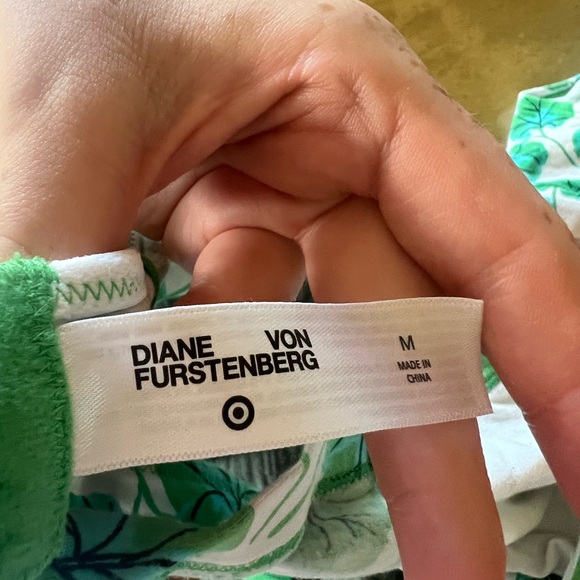 DIANE VON
FURSTENBERG
M
MADE IN
CHINA